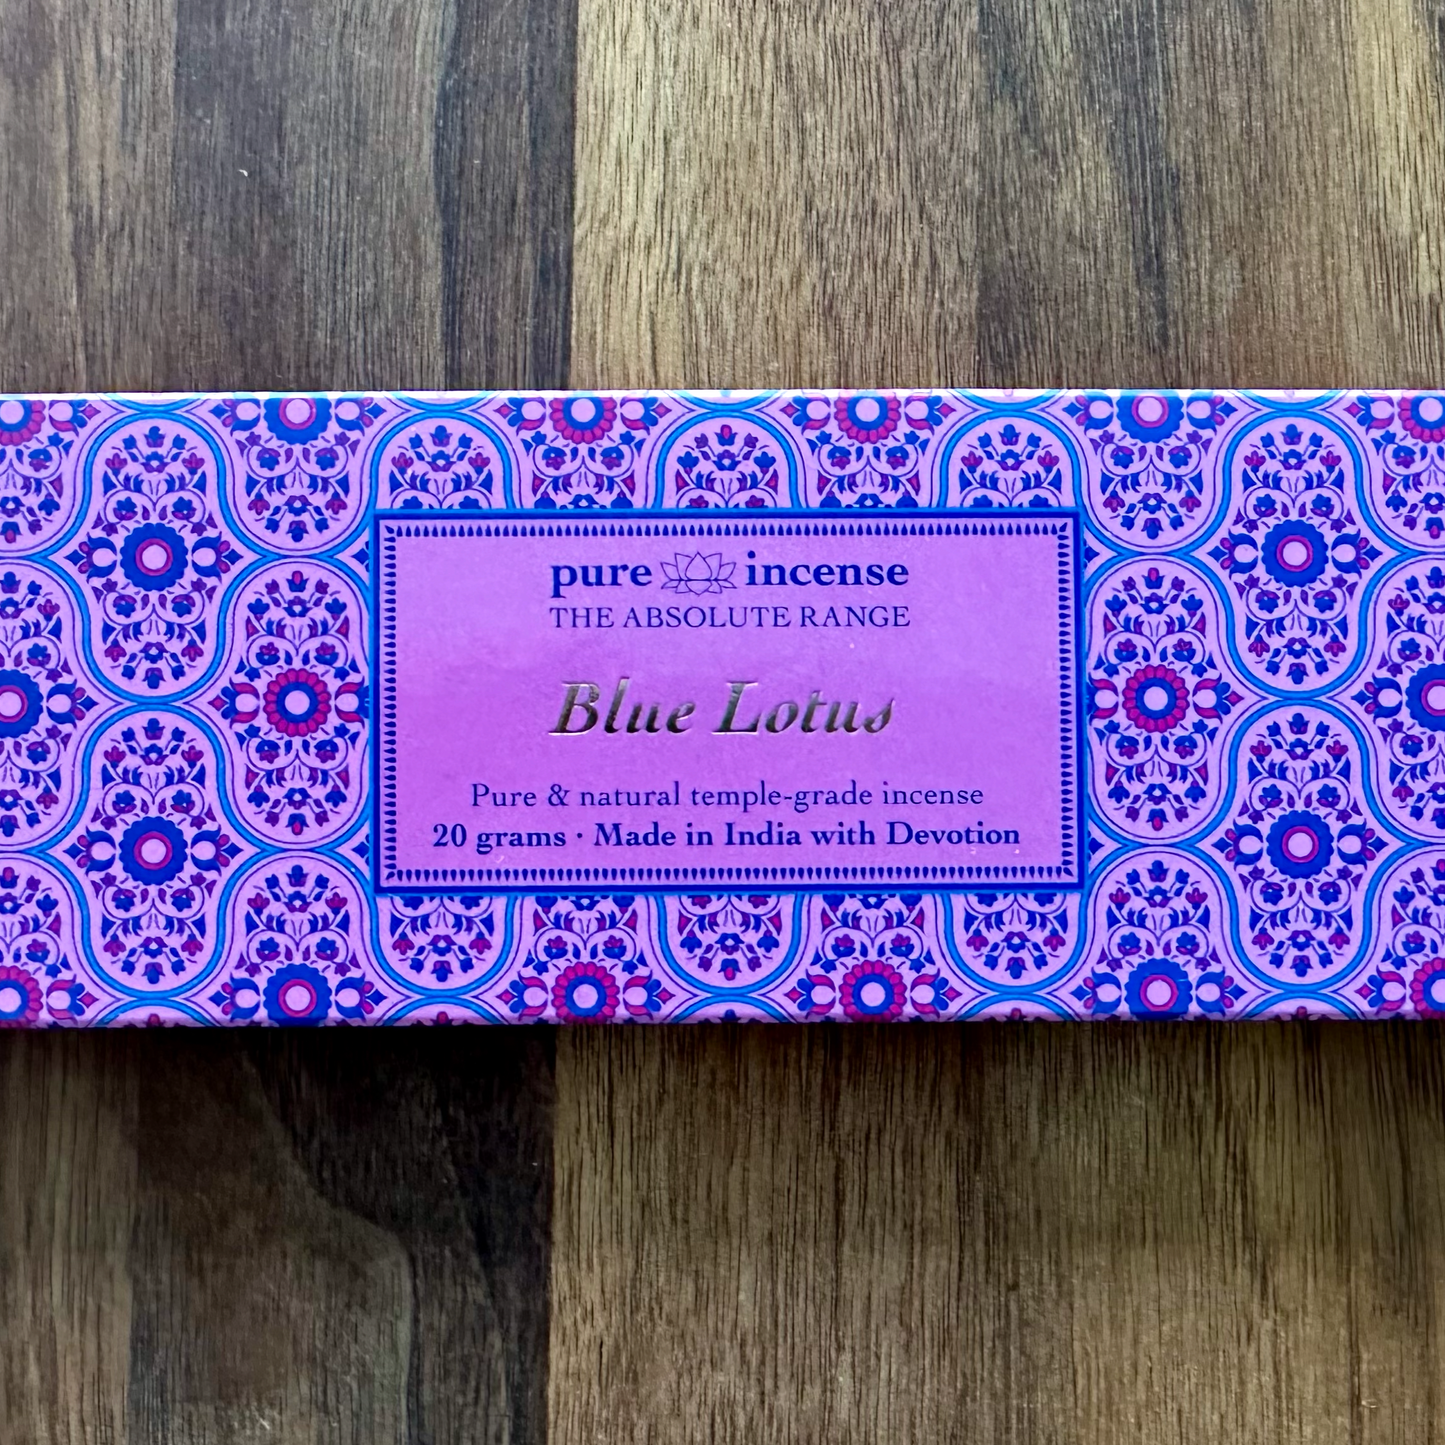 pure incense
THE ABSOLUTE RANGE
Blue Lotus
Pure & natural temple-grade incense
20 grams · Made in India with Devotion